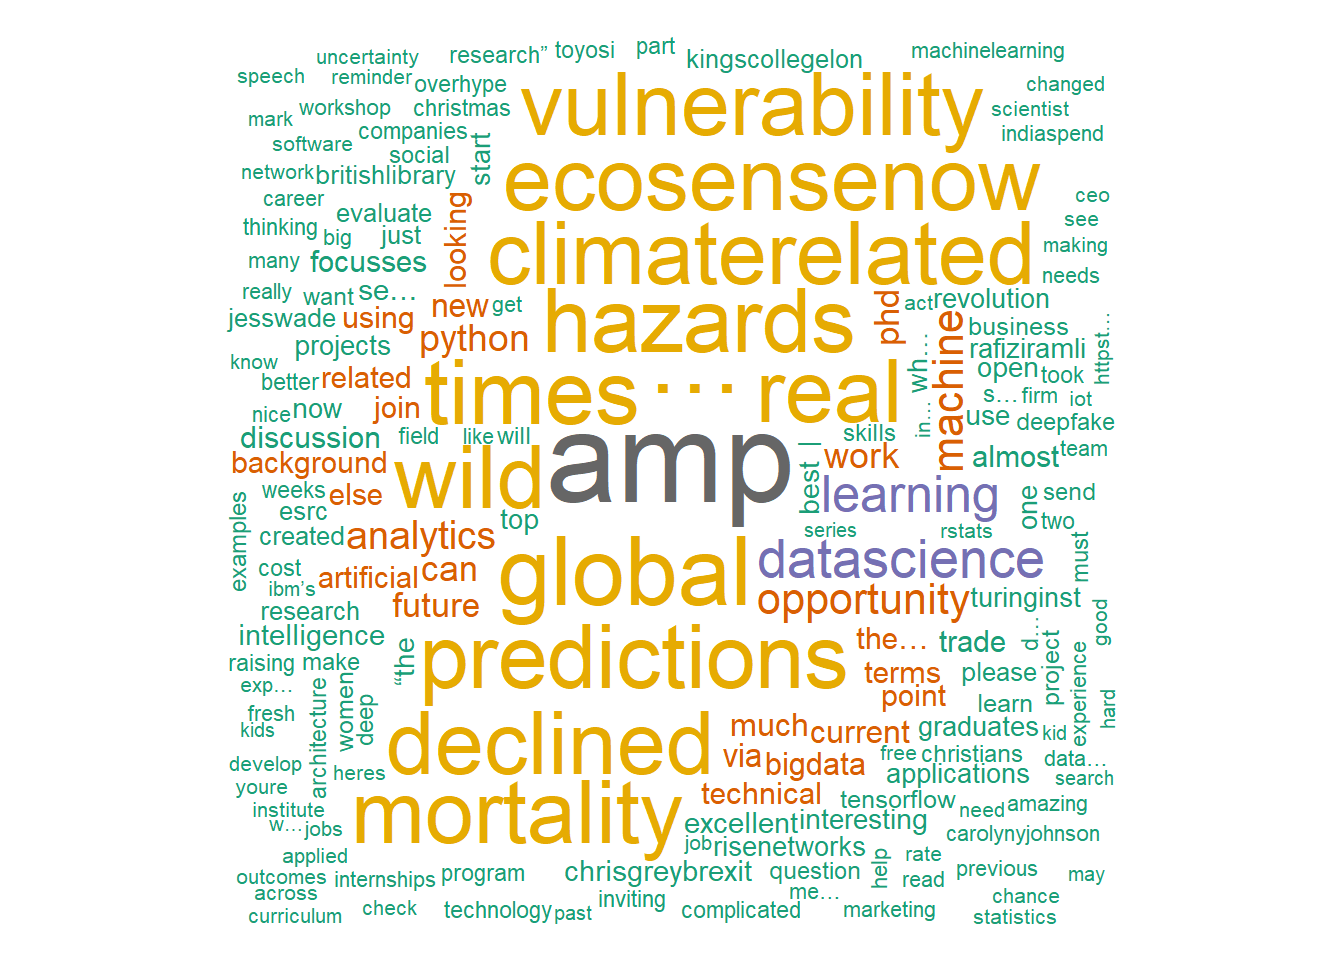 uncertainty
research”
toyosi
part
kingscollegelon
machinelearning
speech
reminder
overhype
vulnerability
changed
mark
workshop
christmas
scientist
software
companies
indiaspend
network
social
start
britishlibrary
ecosensenow
career
evaluate
looking
ceo
thinking
big
just
see
many
focusses
climaterelated
making
needs
really
want
se…
new
get
hazards
phd
act
revolution
jesswade
using
python
machine
business
httpst…
projects
rafiziramli
know
better
related
times
…
real
wh…
open
took
nice
now
join
s…
firm
iot
in…
use
deepfake
discussion
field
like
will
amp
skills
background
wild
best
|
work
almost
team
weeks
else
learning
one
send
examples
esrc
top
series
rstats
two
created
analytics
must
cost
artificial
can
global
datascience
ibm’s
future
opportunity
turinginst
research
good
intelligence
“the
predictions
the…
trade
d…
raising
make
terms
please
project
exp…
women
point
learn
experience
fresh
architecture
deep
hard
kids
declined
much
current
graduates
kid
develop
heres
via
bigdata
free
christians
data…
youre
applications
search
institute
mortality
technical
tensorflow
need
amazing
w…
jobs
excellent
interesting
carolynyjohnson
applied
job
risenetworks
help
rate
outcomes
internships
program
chrisgreybrexit
question
read
previous
may
across
me…
chance
curriculum
check
technology
past
inviting
complicated
marketing
statistics